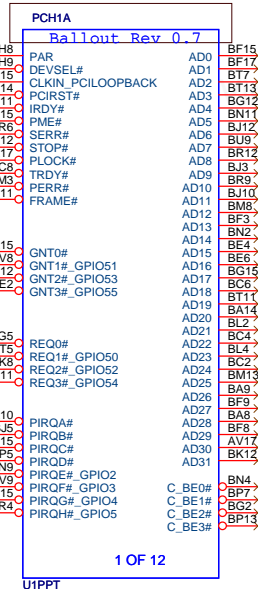 PCH1A
Ballout Rev 0.7
H8 PAR AD0 BF15
H9 DEVSEL# AD1 BF17
15 CLKIN_PCILOOPBACK AD2 BT7
14 PCIRST# AD3 BT13
11 IRDY# AD4 BG12
15 PME# AD5 BN11
R6 SERR# AD6 BJ12
12 STOP# AD7 BU9
17 PLOCK# AD8 BR12
C8 TRDY# AD9 BJ3
M3 PERR# AD10 BR9
11 FRAME# AD11 BJ10
AD12 BM8
AD13 BF3
AD14 BN2
15 GNT0# AD15 BE4
V8 GNT1#_GPIO51 AD16 BE6
12 GNT2#_GPIO53 AD17 BG15
E2 GNT3#_GPIO55 AD18 BC6
AD19 BT11
AD20 BA14
AD21 BL2
G5 REQ0# AD22 BC4
T5 REQ1#_GPIO50 AD23 BL4
K8 REQ2#_GPIO52 AD24 BC2
11 REQ3#_GPIO54 AD25 BM13
AD26 BA9
AD27 BF9
10 PIRQA# AD28 BA8
J5 PIRQB# AD29 BF8
15 PIRQC# AD30 AV17
P5 PIRQD# AD31 BK12
N9 PIRQE#_GPIO2
V9 PIRQF#_GPIO3 C_BE0# BN4
15 PIRQG#_GPIO4 C_BE1# BP7
R4 PIRQH#_GPIO5 C_BE2# BG2
C_BE3# BP13
1 OF 12
U1PPT